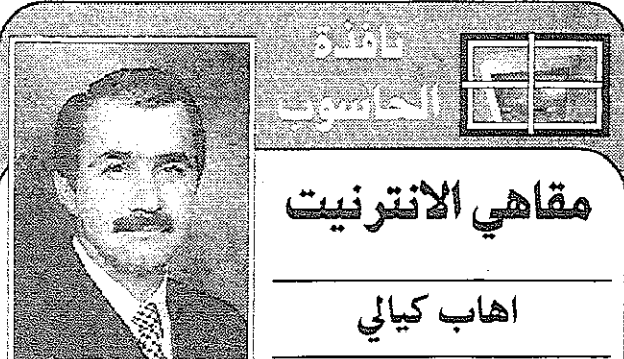 نافذة
الحاسوب
مقاهي الانترنيت
اهاب كيالي